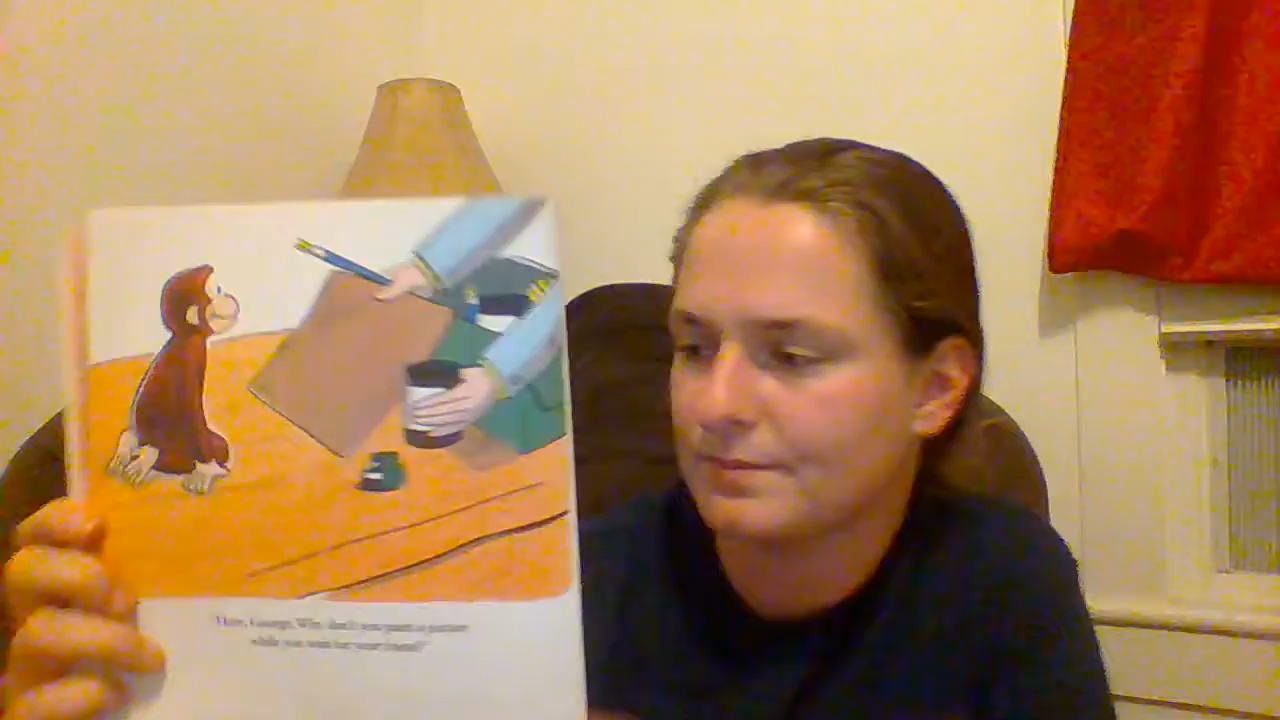 "Here, George. Why don't you paint a picture
while you wait for your friend?"